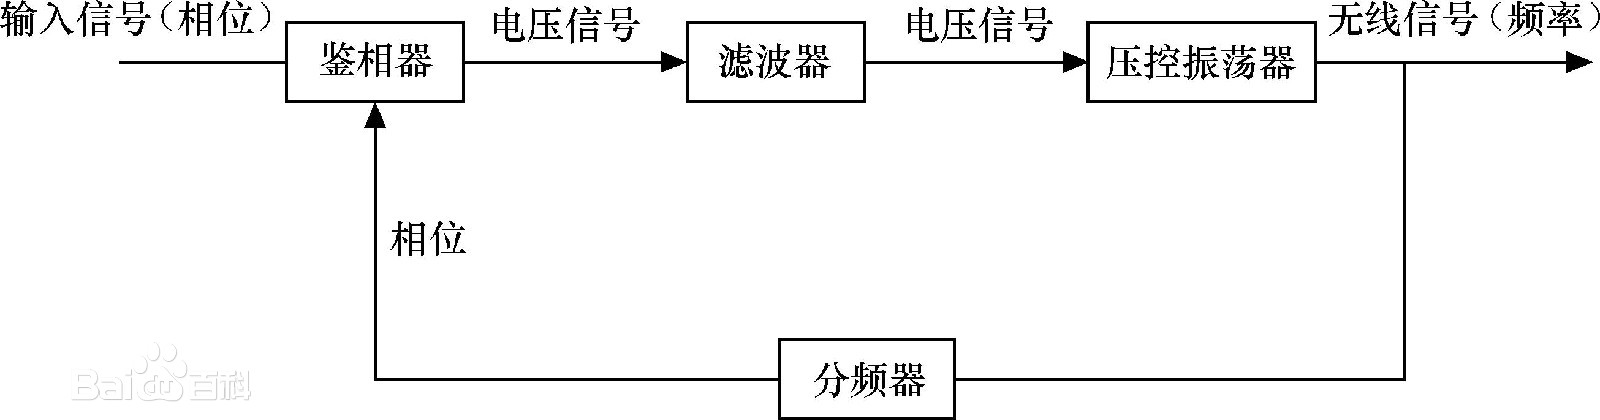 输入信号(相位)
鉴相器
电压信号
滤波器
电压信号
压控振荡器
无线信号(频率)
相位
分频器
Bai百科